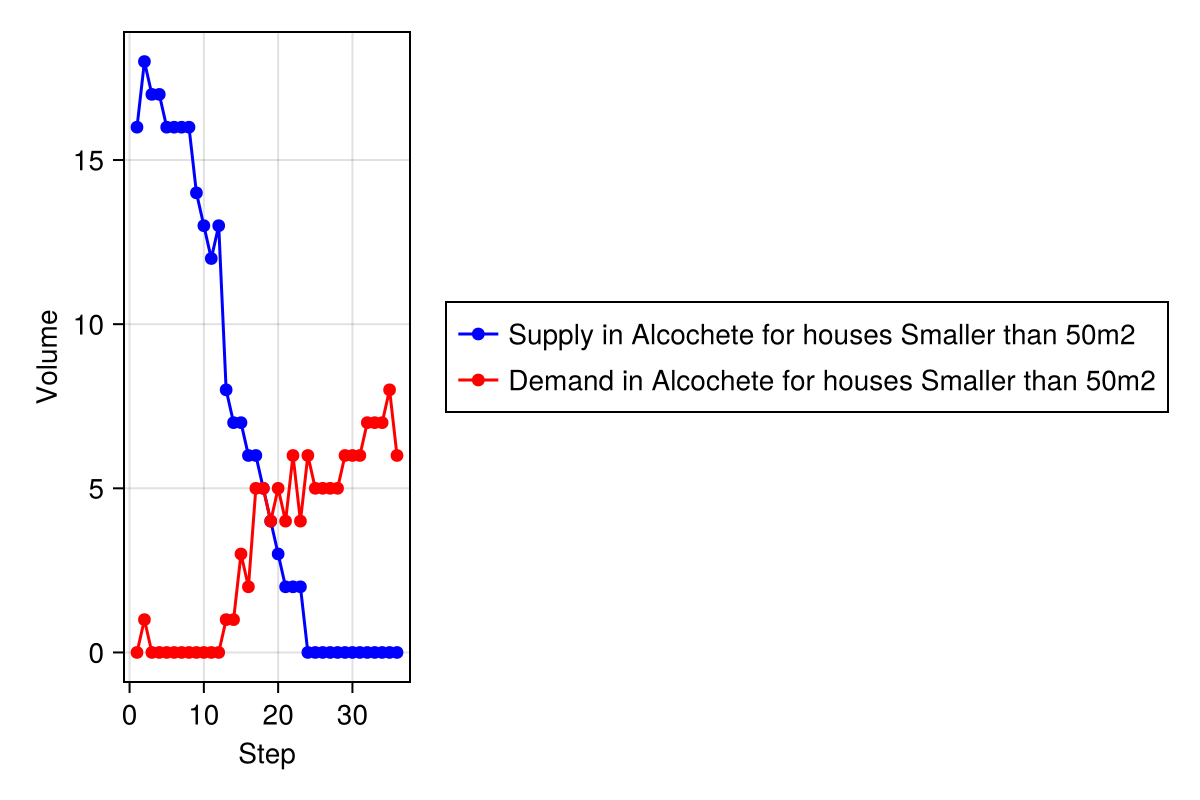 15
10
5
0
Volume
0 10 20 30
Step
Supply in Alcochete for houses Smaller than 50m2
Demand in Alcochete for houses Smaller than 50m2